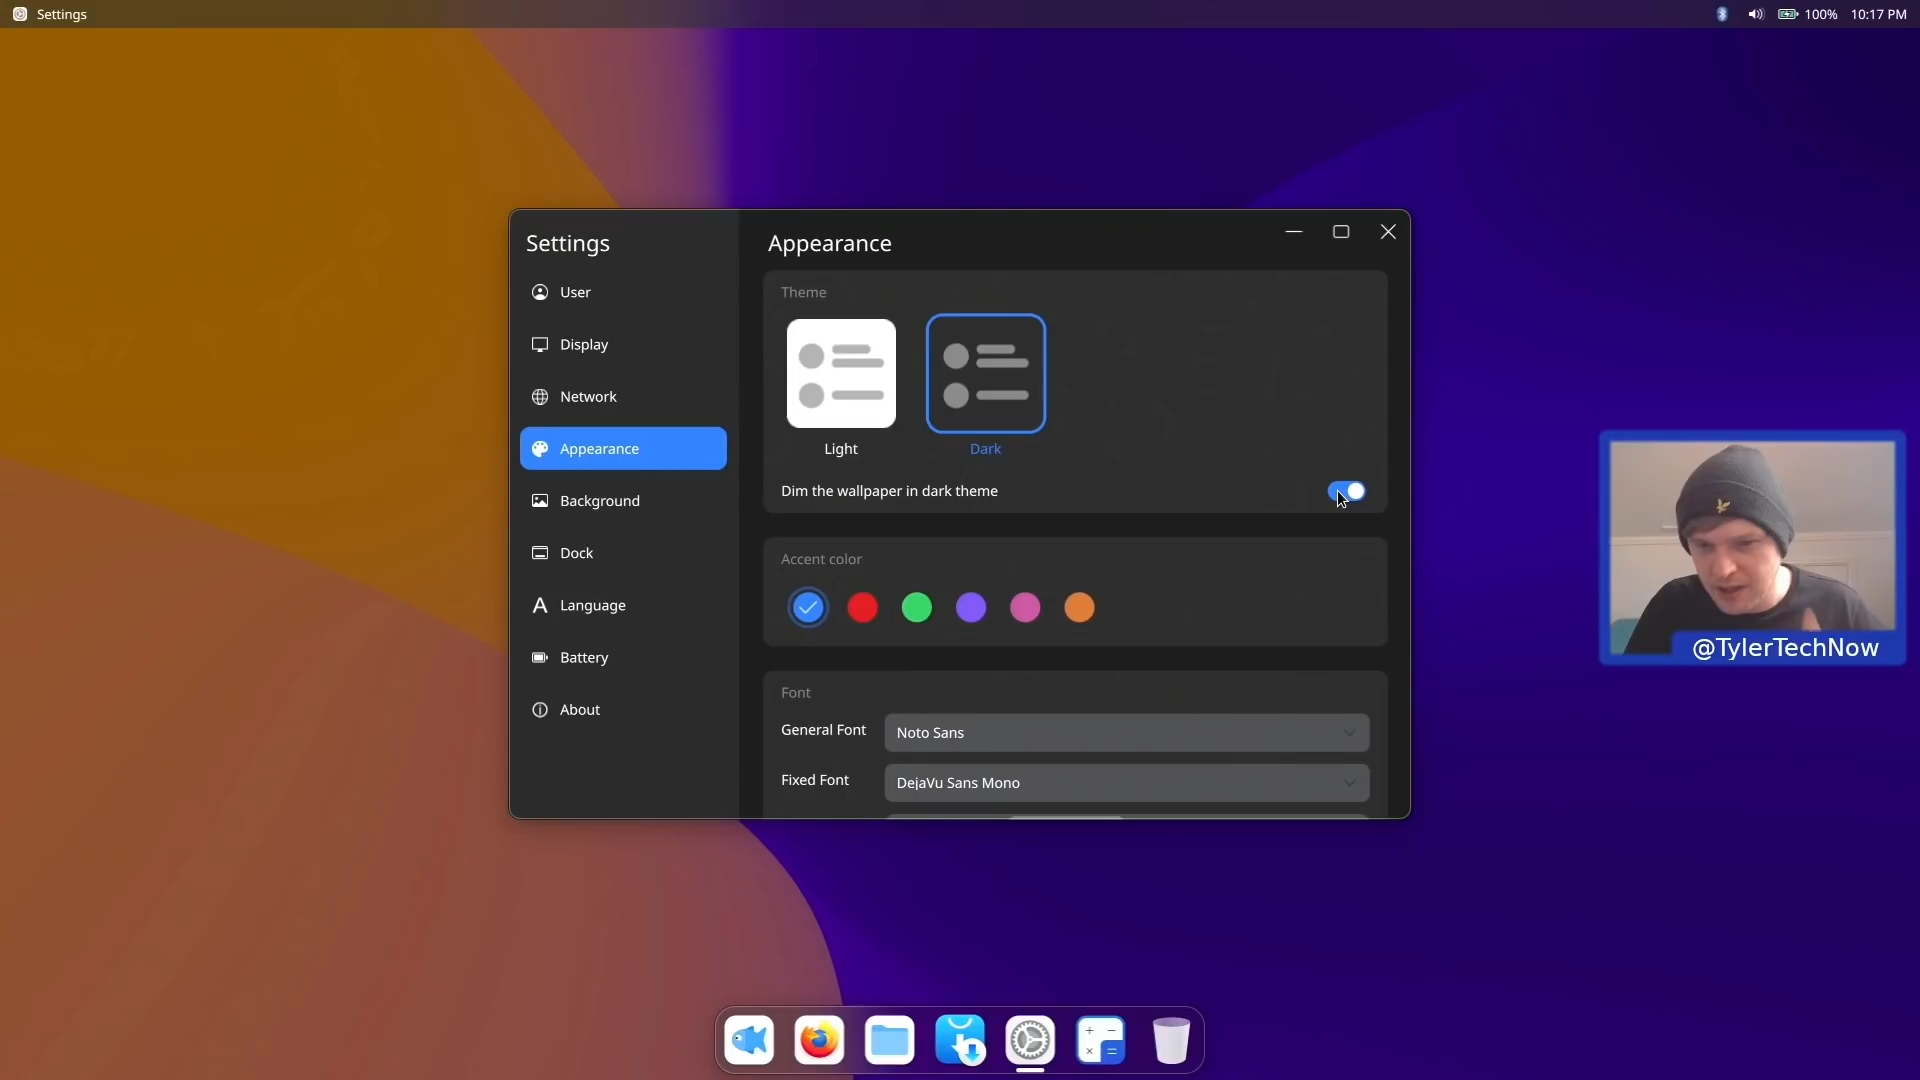 Settings
100%
10:17 PM
Settings
User
Display
Network
Appearance
Background
Dock
Language
Battery
About
Appearance
Theme
Light
Dark
Dim the wallpaper in dark theme
Accent color
Font
General Font
Noto Sans
Fixed Font
DejaVu Sans Mono
@TylerTechNow